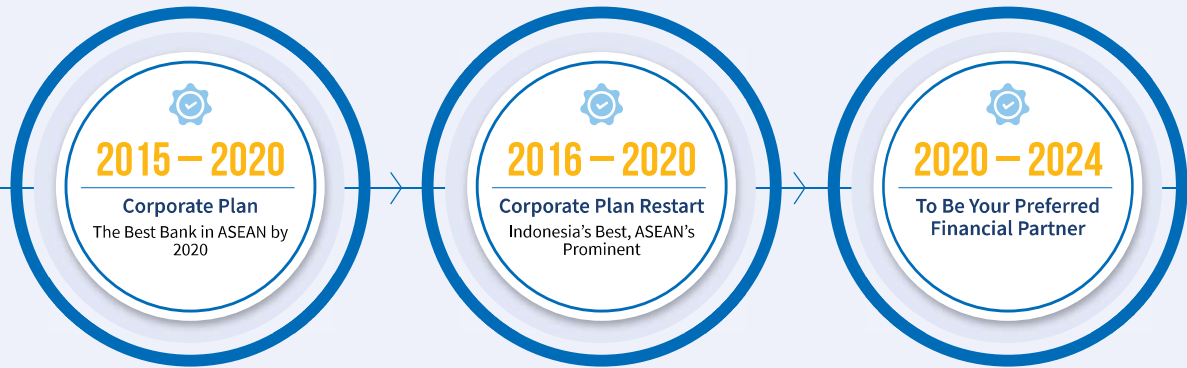 2015 – 2020
Corporate Plan
The Best Bank in ASEAN by
2020
2016 – 2020
Corporate Plan Restart
Indonesia's Best, ASEAN's
Prominent
2020 – 2024
To Be Your Preferred
Financial Partner